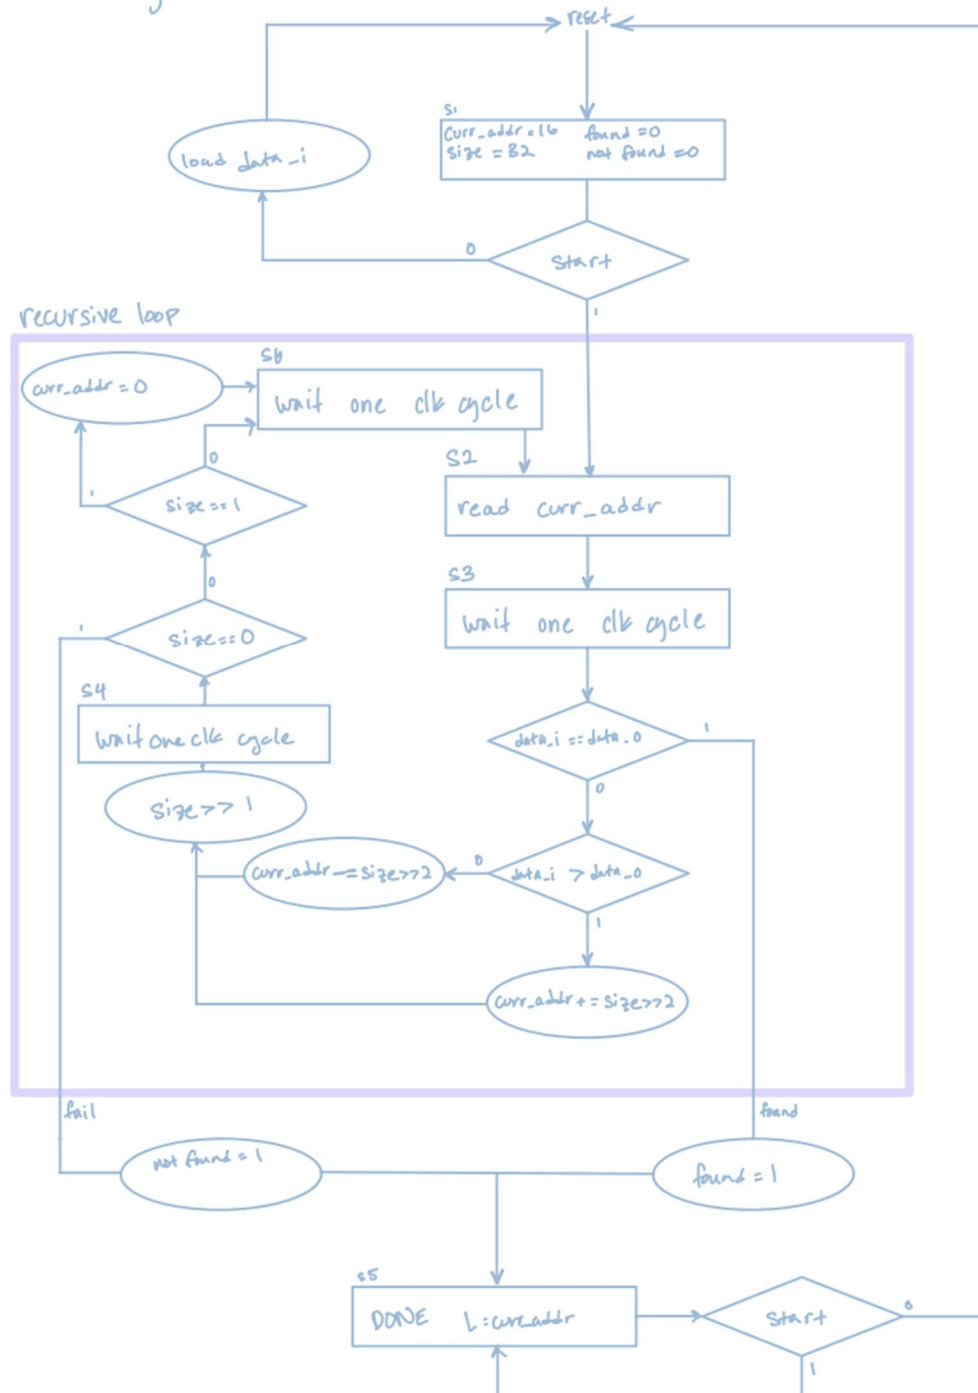 reset
S1
curr_addr=16 found=0
size=32 not found=0
load data_i
0
start
1
recursive loop
S6
curr_addr=0
wait one clk cycle
0
S2
1
size==1
read curr_addr
0
S3
1
size==0
wait one clk cycle
S4
wait one clk cycle
data_i==data_o
1
0
size>>1
curr_addr-=size>>2
0
data_i > data_o
1
curr_addr+=size>>2
fail
found
not found=1
found=1
S5
DONE L=curr_addr
start
0
1